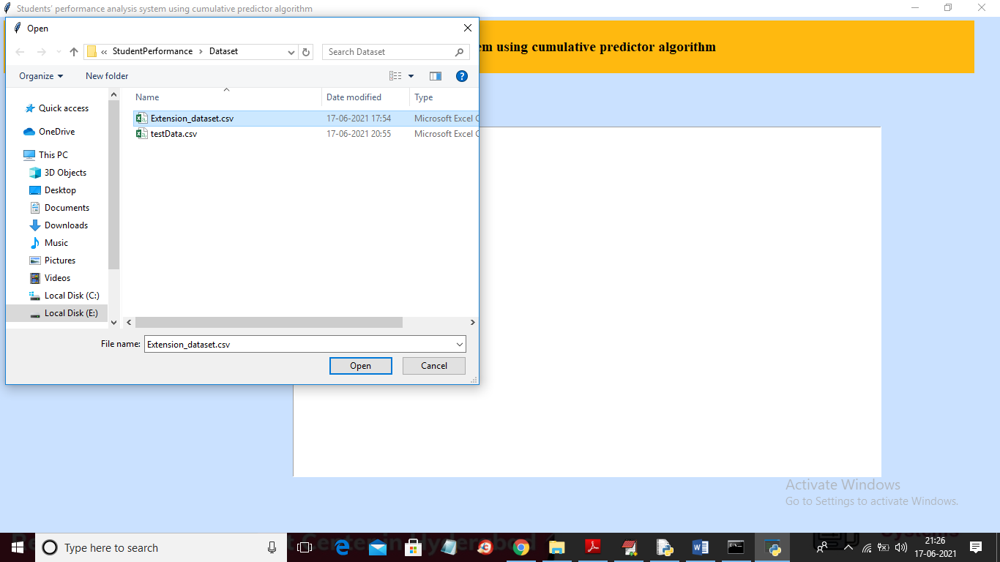 Students' performance analysis system using cumulative predictor algorithm
Open
em using cumulative predictor algorithm
« StudentPerformance > Dataset
Search Dataset
Organize
New folder
Name
Date modified
Type
Quick access
OneDrive
This PC
3D Objects
Desktop
Documents
Downloads
Music
Pictures
Videos
Local Disk (C:)
Local Disk (E:)
Extension_dataset.csv 17-06-2021 17:54 Microsoft Excel C
testData.csv 17-06-2021 20:55 Microsoft Excel C
File name: Extension_dataset.csv
Open
Cancel
Activate Windows
Go to Settings to activate Windows.
Type here to search
t Center in Hyderabad
Systems
21:26
17-06-2021